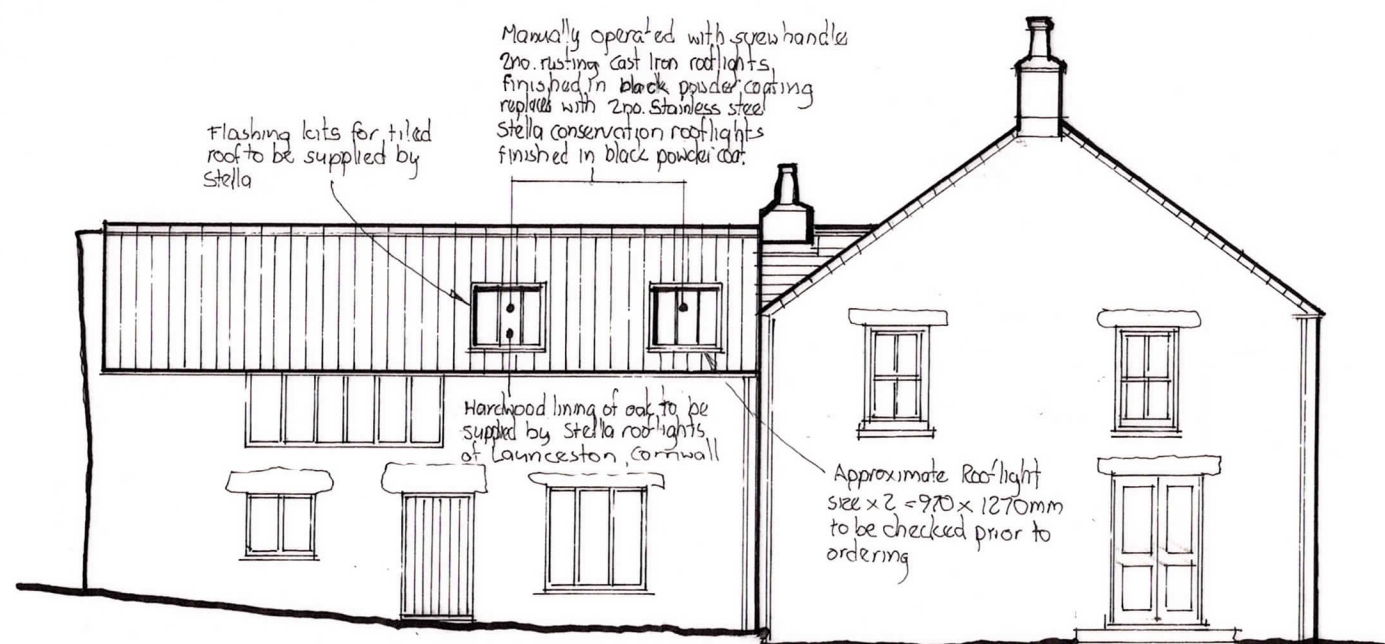 Manually operated with screwhandles
2no. rusting Cast Iron rooflights
finished in black powder coating
replaced with 2no. Stainless steel
Stella conservation rooflights
finished in black powder coat.
Flashing kits for tiled
roof to be supplied by
Stella
Hardwood lining of oak to be
supplied by Stella rooflights
of Launceston, Cornwall
Approximate Rooflight
size x 2 = 970 x 1270mm
to be checked prior to
ordering